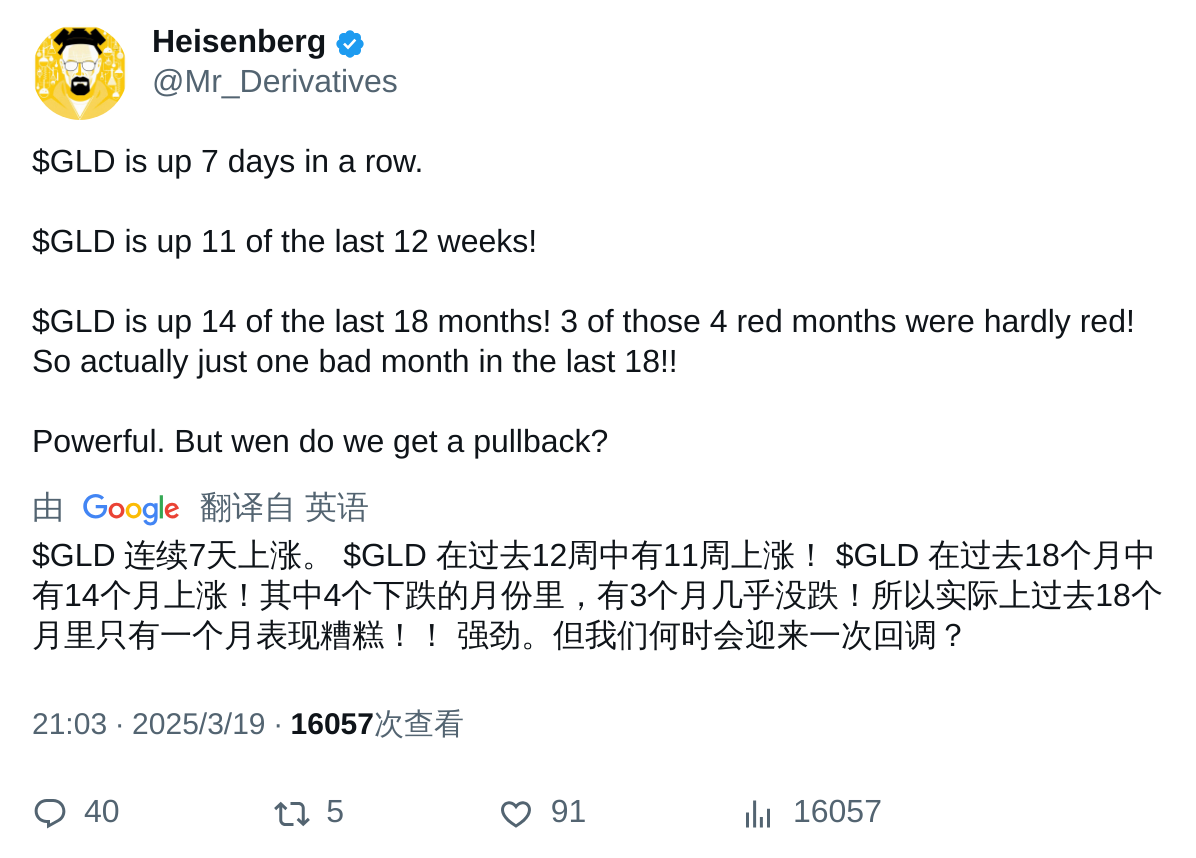 Heisenberg
@Mr_Derivatives
$GLD is up 7 days in a row.
$GLD is up 11 of the last 12 weeks!
$GLD is up 14 of the last 18 months! 3 of those 4 red months were hardly red!
So actually just one bad month in the last 18!!
Powerful. But wen do we get a pullback?
由 Google 翻译自 英语
$GLD 连续7天上涨。 $GLD 在过去12周中有11周上涨！ $GLD 在过去18个月中
有14个月上涨！其中4个下跌的月份里，有3个月几乎没跌！所以实际上过去18个
月里只有一个月表现糟糕！！ 强劲。但我们何时会迎来一次回调？
21:03 · 2025/3/19 · 16057次查看
40 5 91 16057